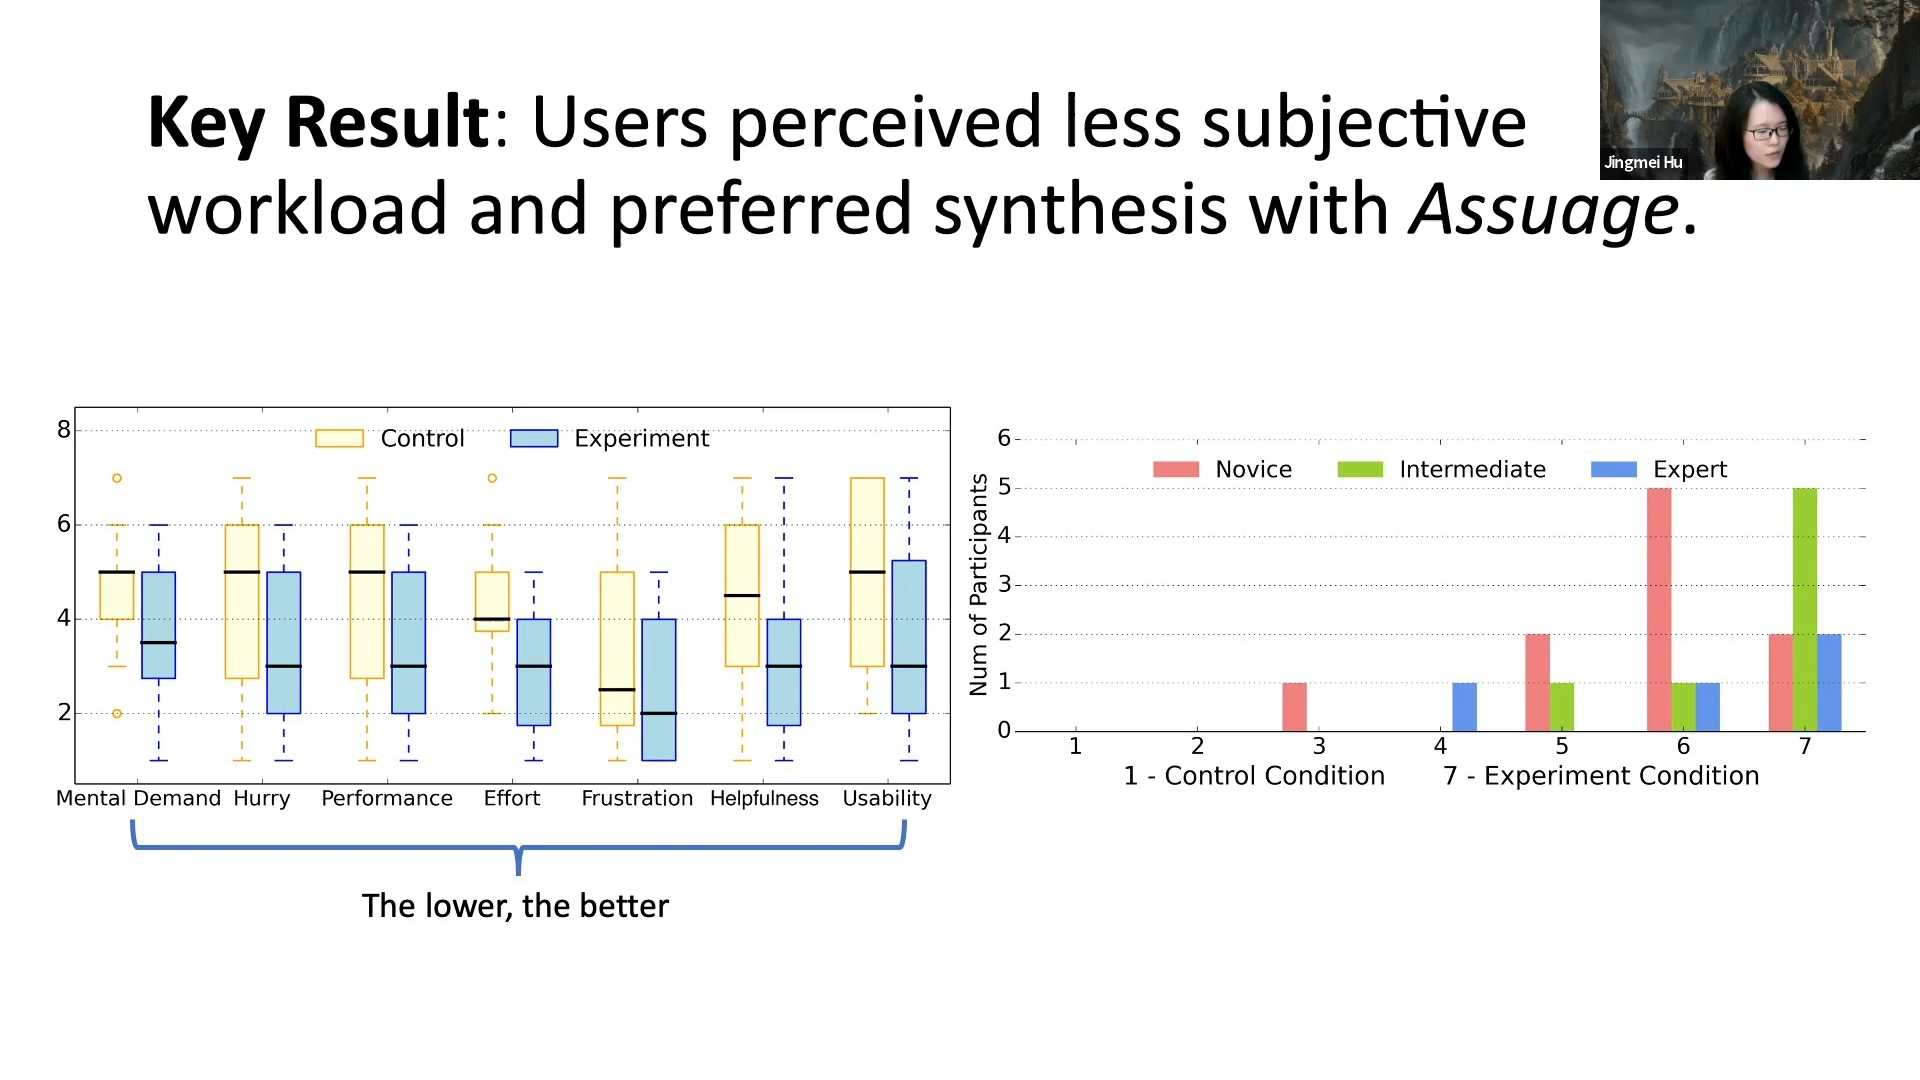 Key Result: Users perceived less subjective
workload and preferred synthesis with Assuage.
Jingmei Hu
8
6
4
2
Control
Experiment
Mental Demand
Hurry
Performance
Effort
Frustration
Helpfulness
Usability
The lower, the better
Num of Participants
6
5
4
3
2
1
0
Novice
Intermediate
Expert
1
2
3
4
5
6
7
1 - Control Condition
7 - Experiment Condition